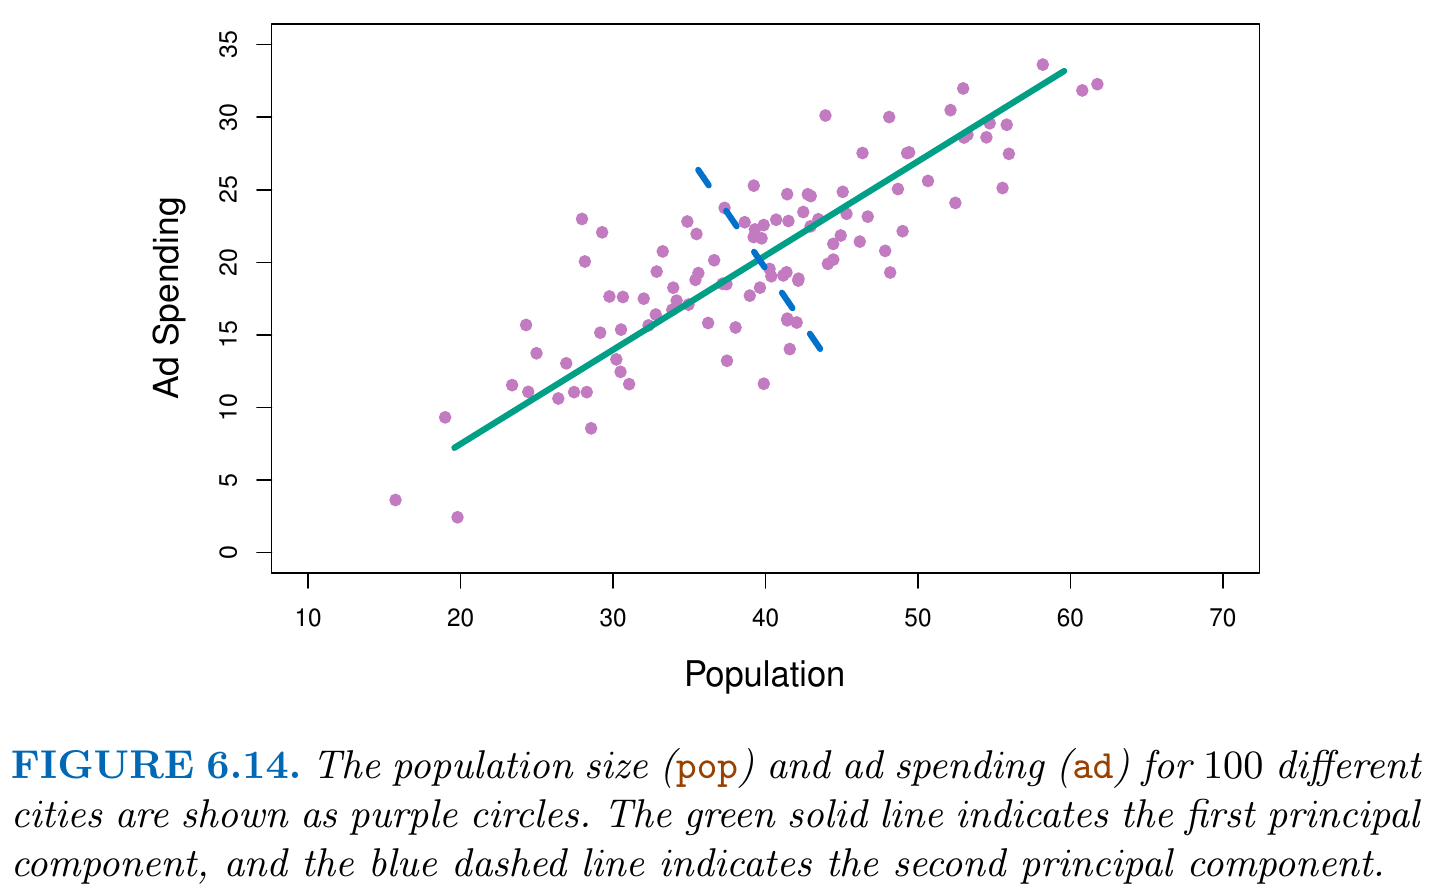 35
30
25
20
15
10
5
0
Ad Spending
10 20 30 40 50 60 70
Population
FIGURE 6.14. The population size (pop) and ad spending (ad) for 100 different
cities are shown as purple circles. The green solid line indicates the first principal
component, and the blue dashed line indicates the second principal component.